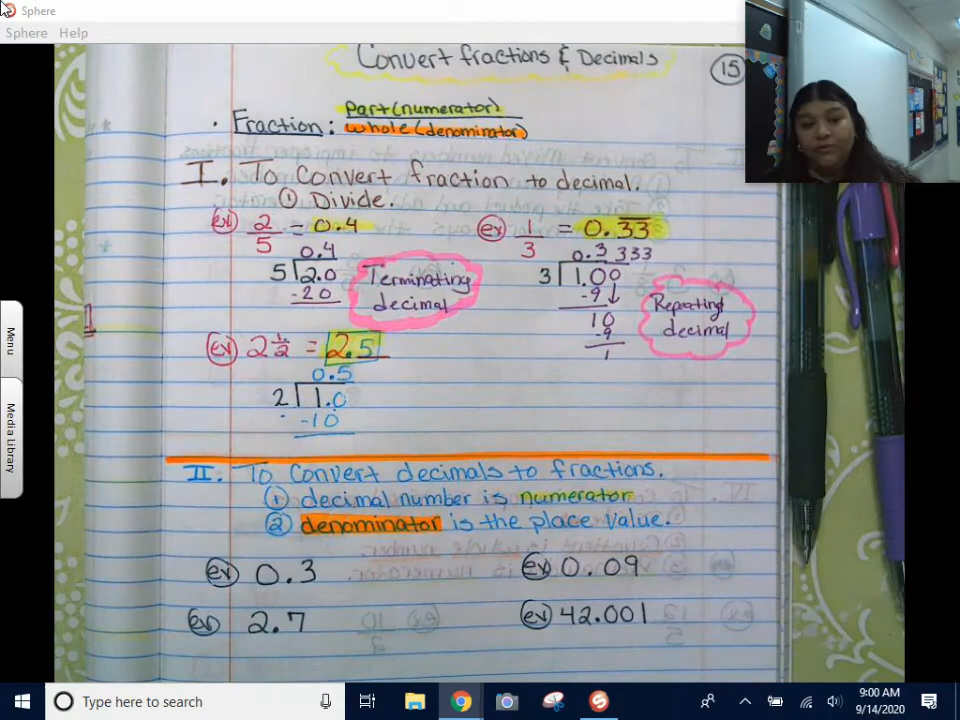 Sphere
Sphere Help
Convert fractions & Decimals
15
Fraction: part (numerator)
whole (denominator)
I. To Convert fraction to decimal.
① Divide.
ex 2/5 = 0.4
0.4
5 2.0
-20
Terminating
decimal
ex 1/3 = 0.33
0.3 333
3 1.00
-9
10
-9
1
Repeating
decimal
ex 2 1/2 = 2.5
0.5
2 1.0
-10
II. To Convert decimals to fractions.
① decimal number is numerator
② denominator is the place value.
ex 0.3
ex 0.09
ex 2.7
ex 42.001
Menu
Media Library
Type here to search
9:00 AM
9/14/2020